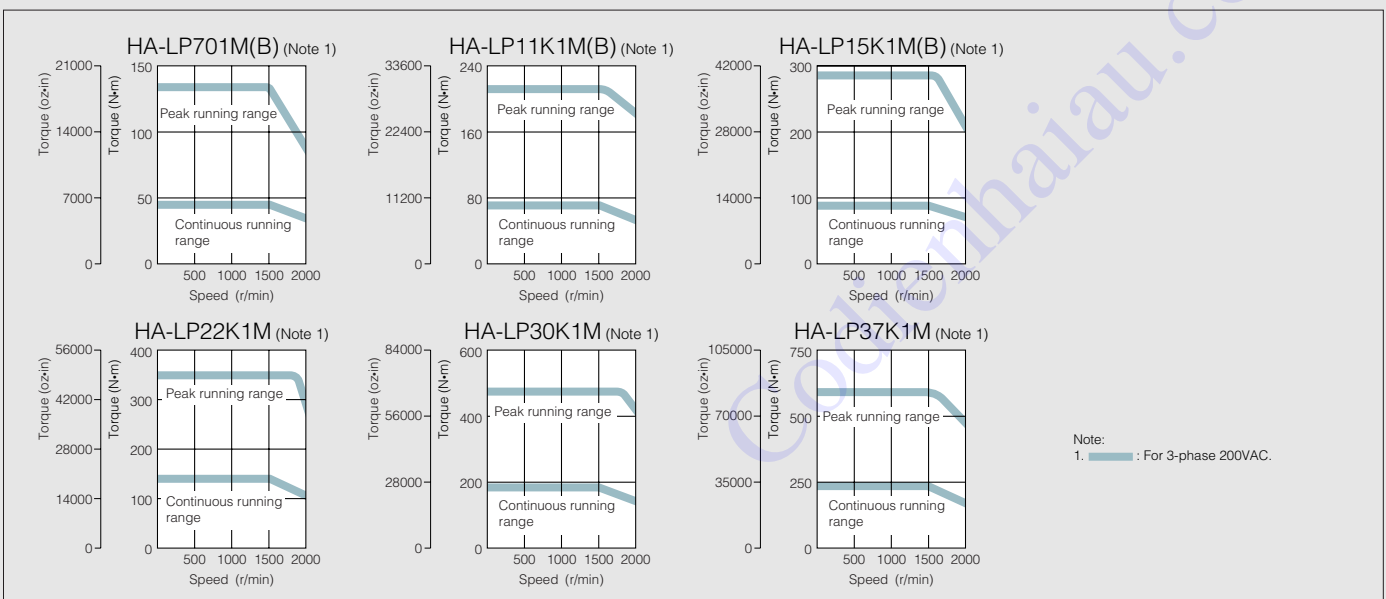 HA-LP701M(B) (Note 1)
21000
14000
7000
0
Torque (oz•in)
Torque (N•m)
150
100
50
0
Peak running range
Continuous running
range
500 1000 1500 2000
Speed (r/min)
HA-LP11K1M(B) (Note 1)
33600
22400
11200
0
Torque (oz•in)
Torque (N•m)
240
160
80
0
Peak running range
Continuous running
range
500 1000 1500 2000
Speed (r/min)
HA-LP15K1M(B) (Note 1)
42000
28000
14000
0
Torque (oz•in)
Torque (N•m)
300
200
100
0
Peak running range
Continuous running
range
500 1000 1500 2000
Speed (r/min)
HA-LP22K1M (Note 1)
56000
42000
28000
14000
0
Torque (oz•in)
Torque (N•m)
400
300
200
100
0
Peak running range
Continuous running
range
500 1000 1500 2000
Speed (r/min)
HA-LP30K1M (Note 1)
84000
56000
28000
0
Torque (oz•in)
Torque (N•m)
600
400
200
0
Peak running range
Continuous running
range
500 1000 1500 2000
Speed (r/min)
HA-LP37K1M (Note 1)
105000
70000
35000
0
Torque (oz•in)
Torque (N•m)
750
500
250
0
Peak running range
Continuous running
range
500 1000 1500 2000
Speed (r/min)
Note:
1. : For 3-phase 200VAC.
Codienhaiau.co